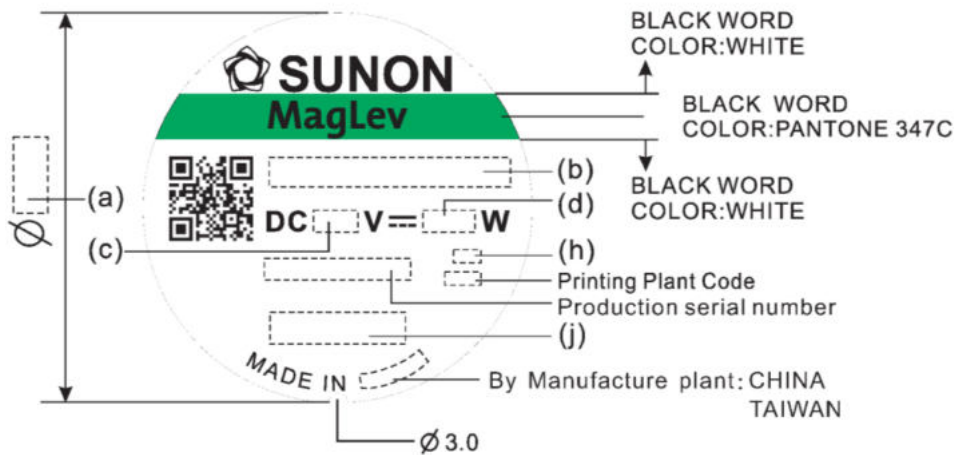 BLACK WORD
COLOR:WHITE
SUNON
MagLev
BLACK WORD
COLOR:PANTONE 347C
(a)
(b)
BLACK WORD
COLOR:WHITE
(d)
DC V W
Ø
(c)
(h)
Printing Plant Code
Production serial number
(j)
MADE IN
By Manufacture plant: CHINA
TAIWAN
Ø 3.0